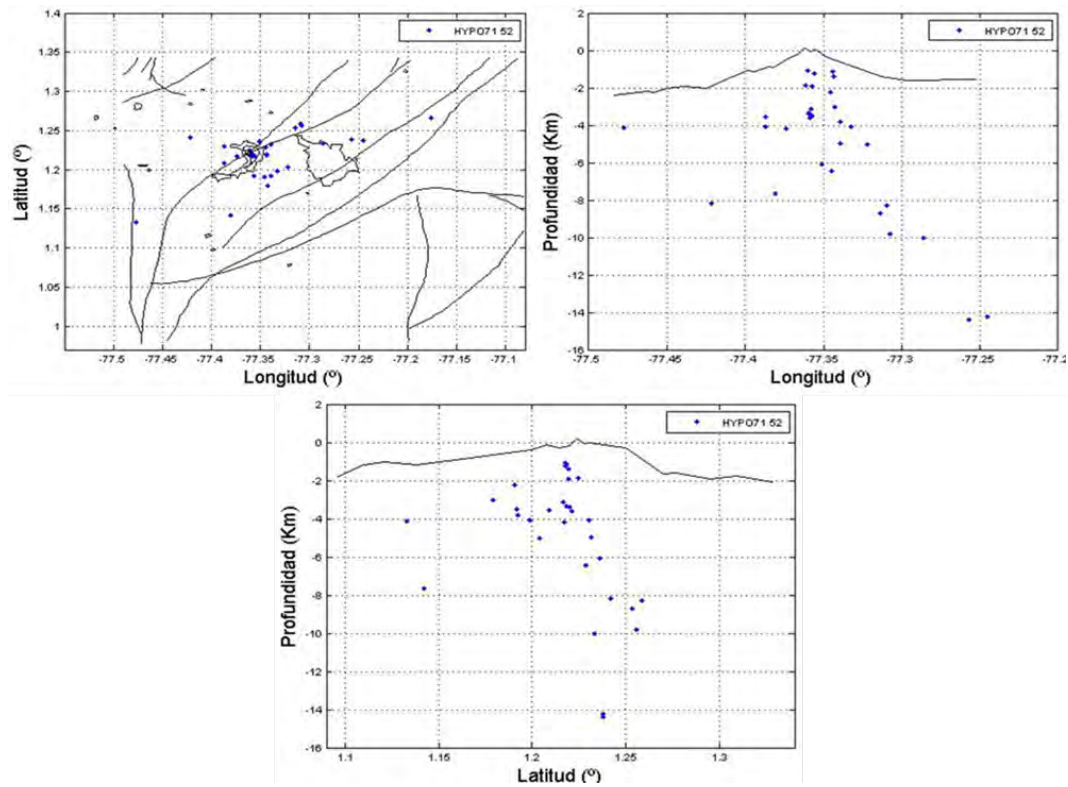 1.4
1.35
1.3
1.25
1.2
1.15
1.1
1.05
1
Latitud (º)
HYPO71 52
-77.5 -77.45 -77.4 -77.35 -77.3 -77.25 -77.2 -77.15 -77.1
Longitud (º)
2
0
-2
-4
-6
-8
-10
-12
-14
-16
Profundidad (Km)
HYPO71 52
-77.5 -77.45 -77.4 -77.35 -77.3 -77.25 -77.2
Longitud (º)
2
0
-2
-4
-6
-8
-10
-12
-14
-16
Profundidad (Km)
HYPO71 52
1.1 1.15 1.2 1.25 1.3
Latitud (º)